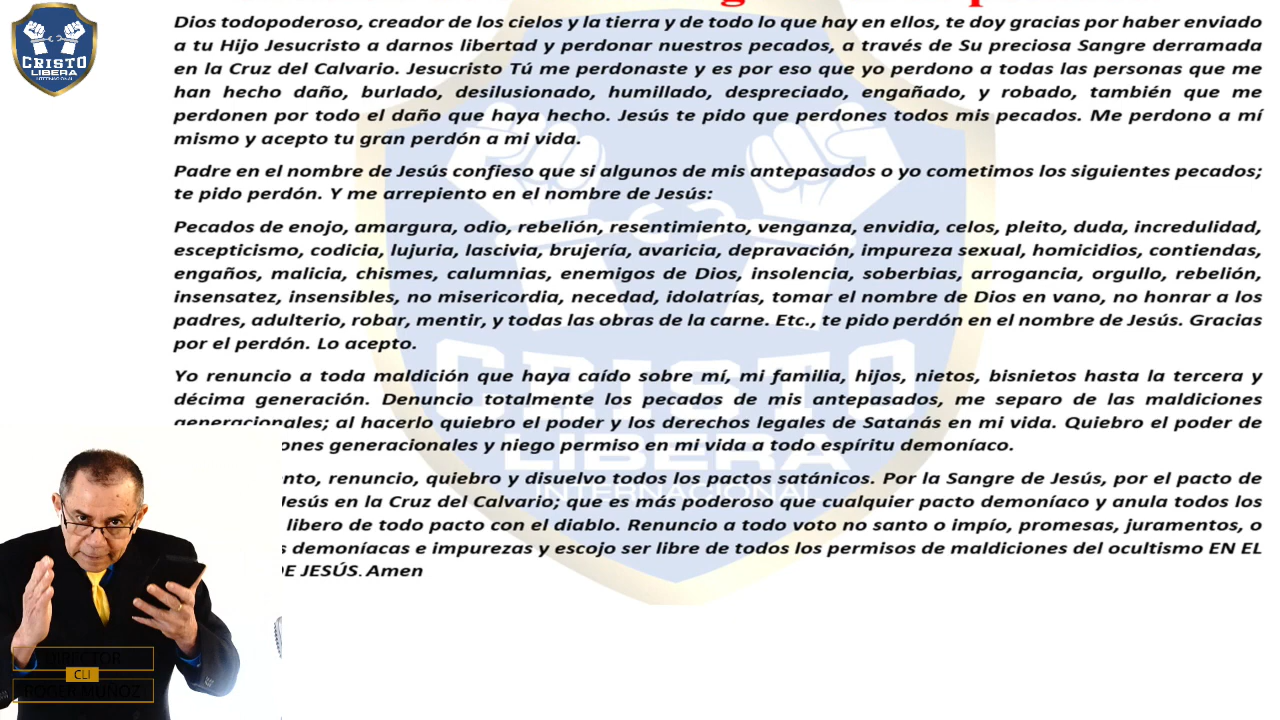 CRISTO
LIBERA
INTERNACIONAL
Dios todopoderoso, creador de los cielos y la tierra y de todo lo que hay en ellos, te doy gracias por haber enviado
a tu Hijo Jesucristo a darnos libertad y perdonar nuestros pecados, a través de Su preciosa Sangre derramada
en la Cruz del Calvario. Jesucristo Tú me perdonaste y es por eso que yo perdono a todas las personas que me
han hecho daño, burlado, desilusionado, humillado, despreciado, engañado, y robado, también que me
perdonen por todo el daño que haya hecho. Jesús te pido que perdones todos mis pecados. Me perdono a mí
mismo y acepto tu gran perdón a mi vida.
Padre en el nombre de Jesús confieso que si algunos de mis antepasados o yo cometimos los siguientes pecados;
te pido perdón. Y me arrepiento en el nombre de Jesús:
Pecados de enojo, amargura, odio, rebelión, resentimiento, venganza, envidia, celos, pleito, duda, incredulidad,
escepticismo, codicia, lujuria, lascivia, brujería, avaricia, depravación, impureza sexual, homicidios, contiendas,
engaños, malicia, chismes, calumnias, enemigos de Dios, insolencia, soberbias, arrogancia, orgullo, rebelión,
insensatez, insensibles, no misericordia, necedad, idolatrías, tomar el nombre de Dios en vano, no honrar a los
padres, adulterio, robar, mentir, y todas las obras de la carne. Etc., te pido perdón en el nombre de Jesús. Gracias
por el perdón. Lo acepto.
Yo renuncio a toda maldición que haya caído sobre mí, mi familia, hijos, nietos, bisnietos hasta la tercera y
décima generación. Denuncio totalmente los pecados de mis antepasados, me separo de las maldiciones
generacionales; al hacerlo quiebro el poder y los derechos legales de Satanás en mi vida. Quiebro el poder de
ones generacionales y niego permiso en mi vida a todo espíritu demoníaco.
nto, renuncio, quiebro y disuelvo todos los pactos satánicos. Por la Sangre de Jesús, por el pacto de
Jesús en la Cruz del Calvario; que es más poderoso que cualquier pacto demoníaco y anula todos los
libero de todo pacto con el diablo. Renuncio a todo voto no santo o impío, promesas, juramentos, o
s demoníacas e impurezas y escojo ser libre de todos los permisos de maldiciones del ocultismo EN EL
DE JESÚS. Amen
CRISTO
LIBERA
INTERNACIONAL
DIRECTOR
CLI
ROGER MUÑOZ